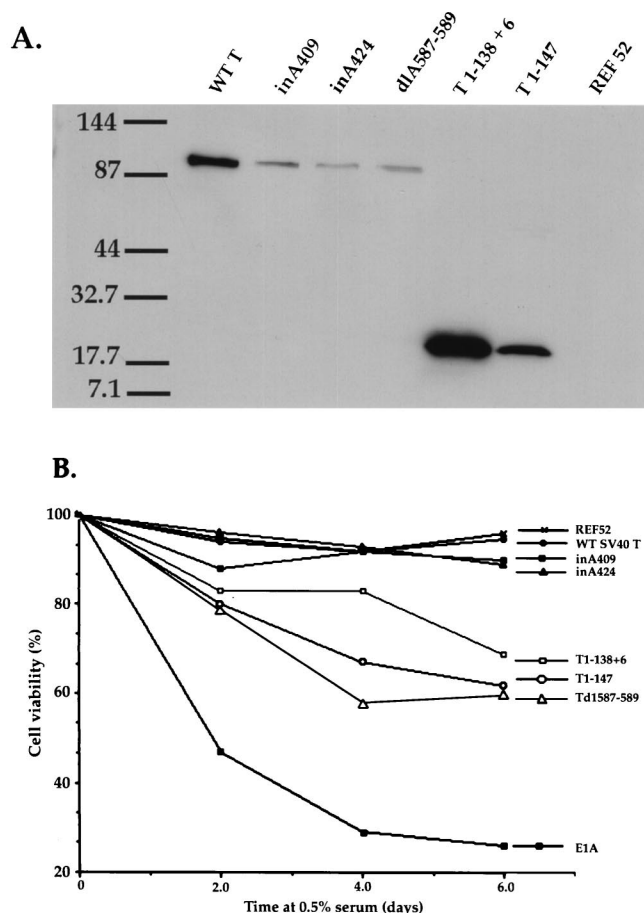 A.
WT T
inA409
inA424
dlA587-589
T 1-138 + 6
T 1-147
REF 52
144
87
44
32.7
17.7
7.1
B.
Cell viability (%)
100
80
60
40
20
0
2.0
4.0
6.0
Time at 0.5% serum (days)
REF52
WT SV40 T
inA409
inA424
T1-138+6
T1-147
Td1587-589
E1A